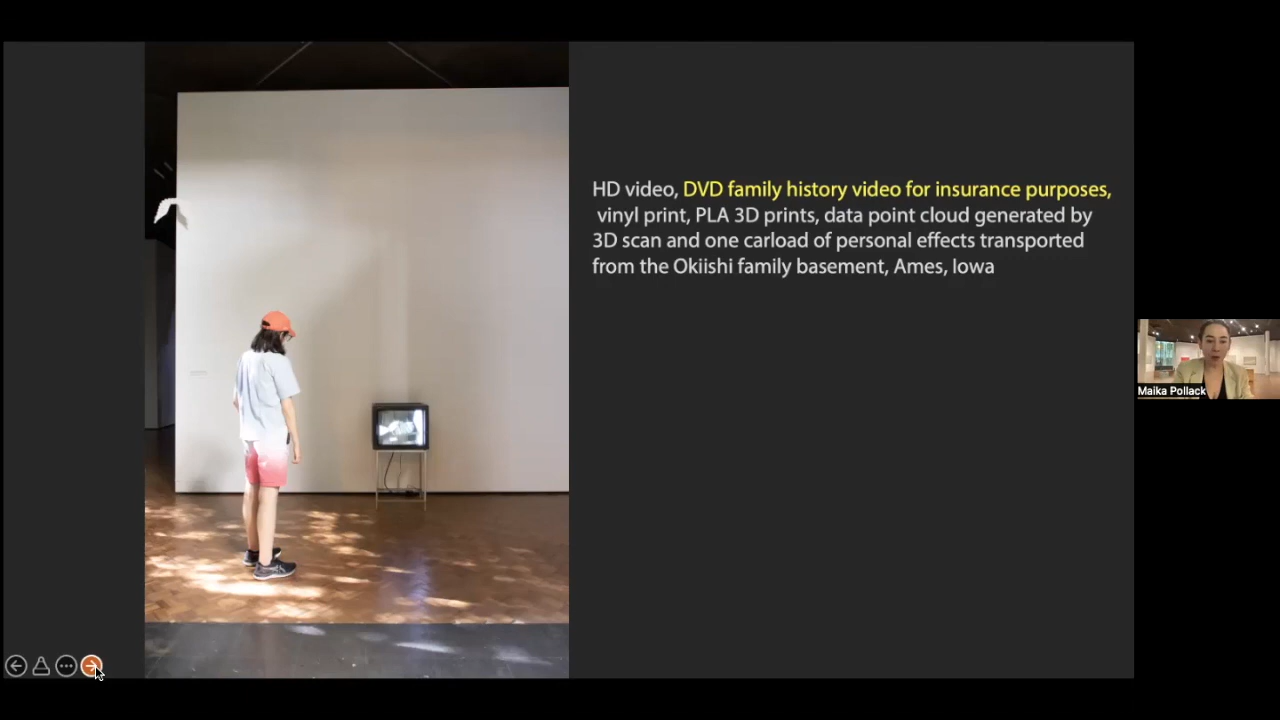 HD video, DVD family history video for insurance purposes,
vinyl print, PLA 3D prints, data point cloud generated by
3D scan and one carload of personal effects transported
from the Okiishi family basement, Ames, Iowa
Maika Pollack